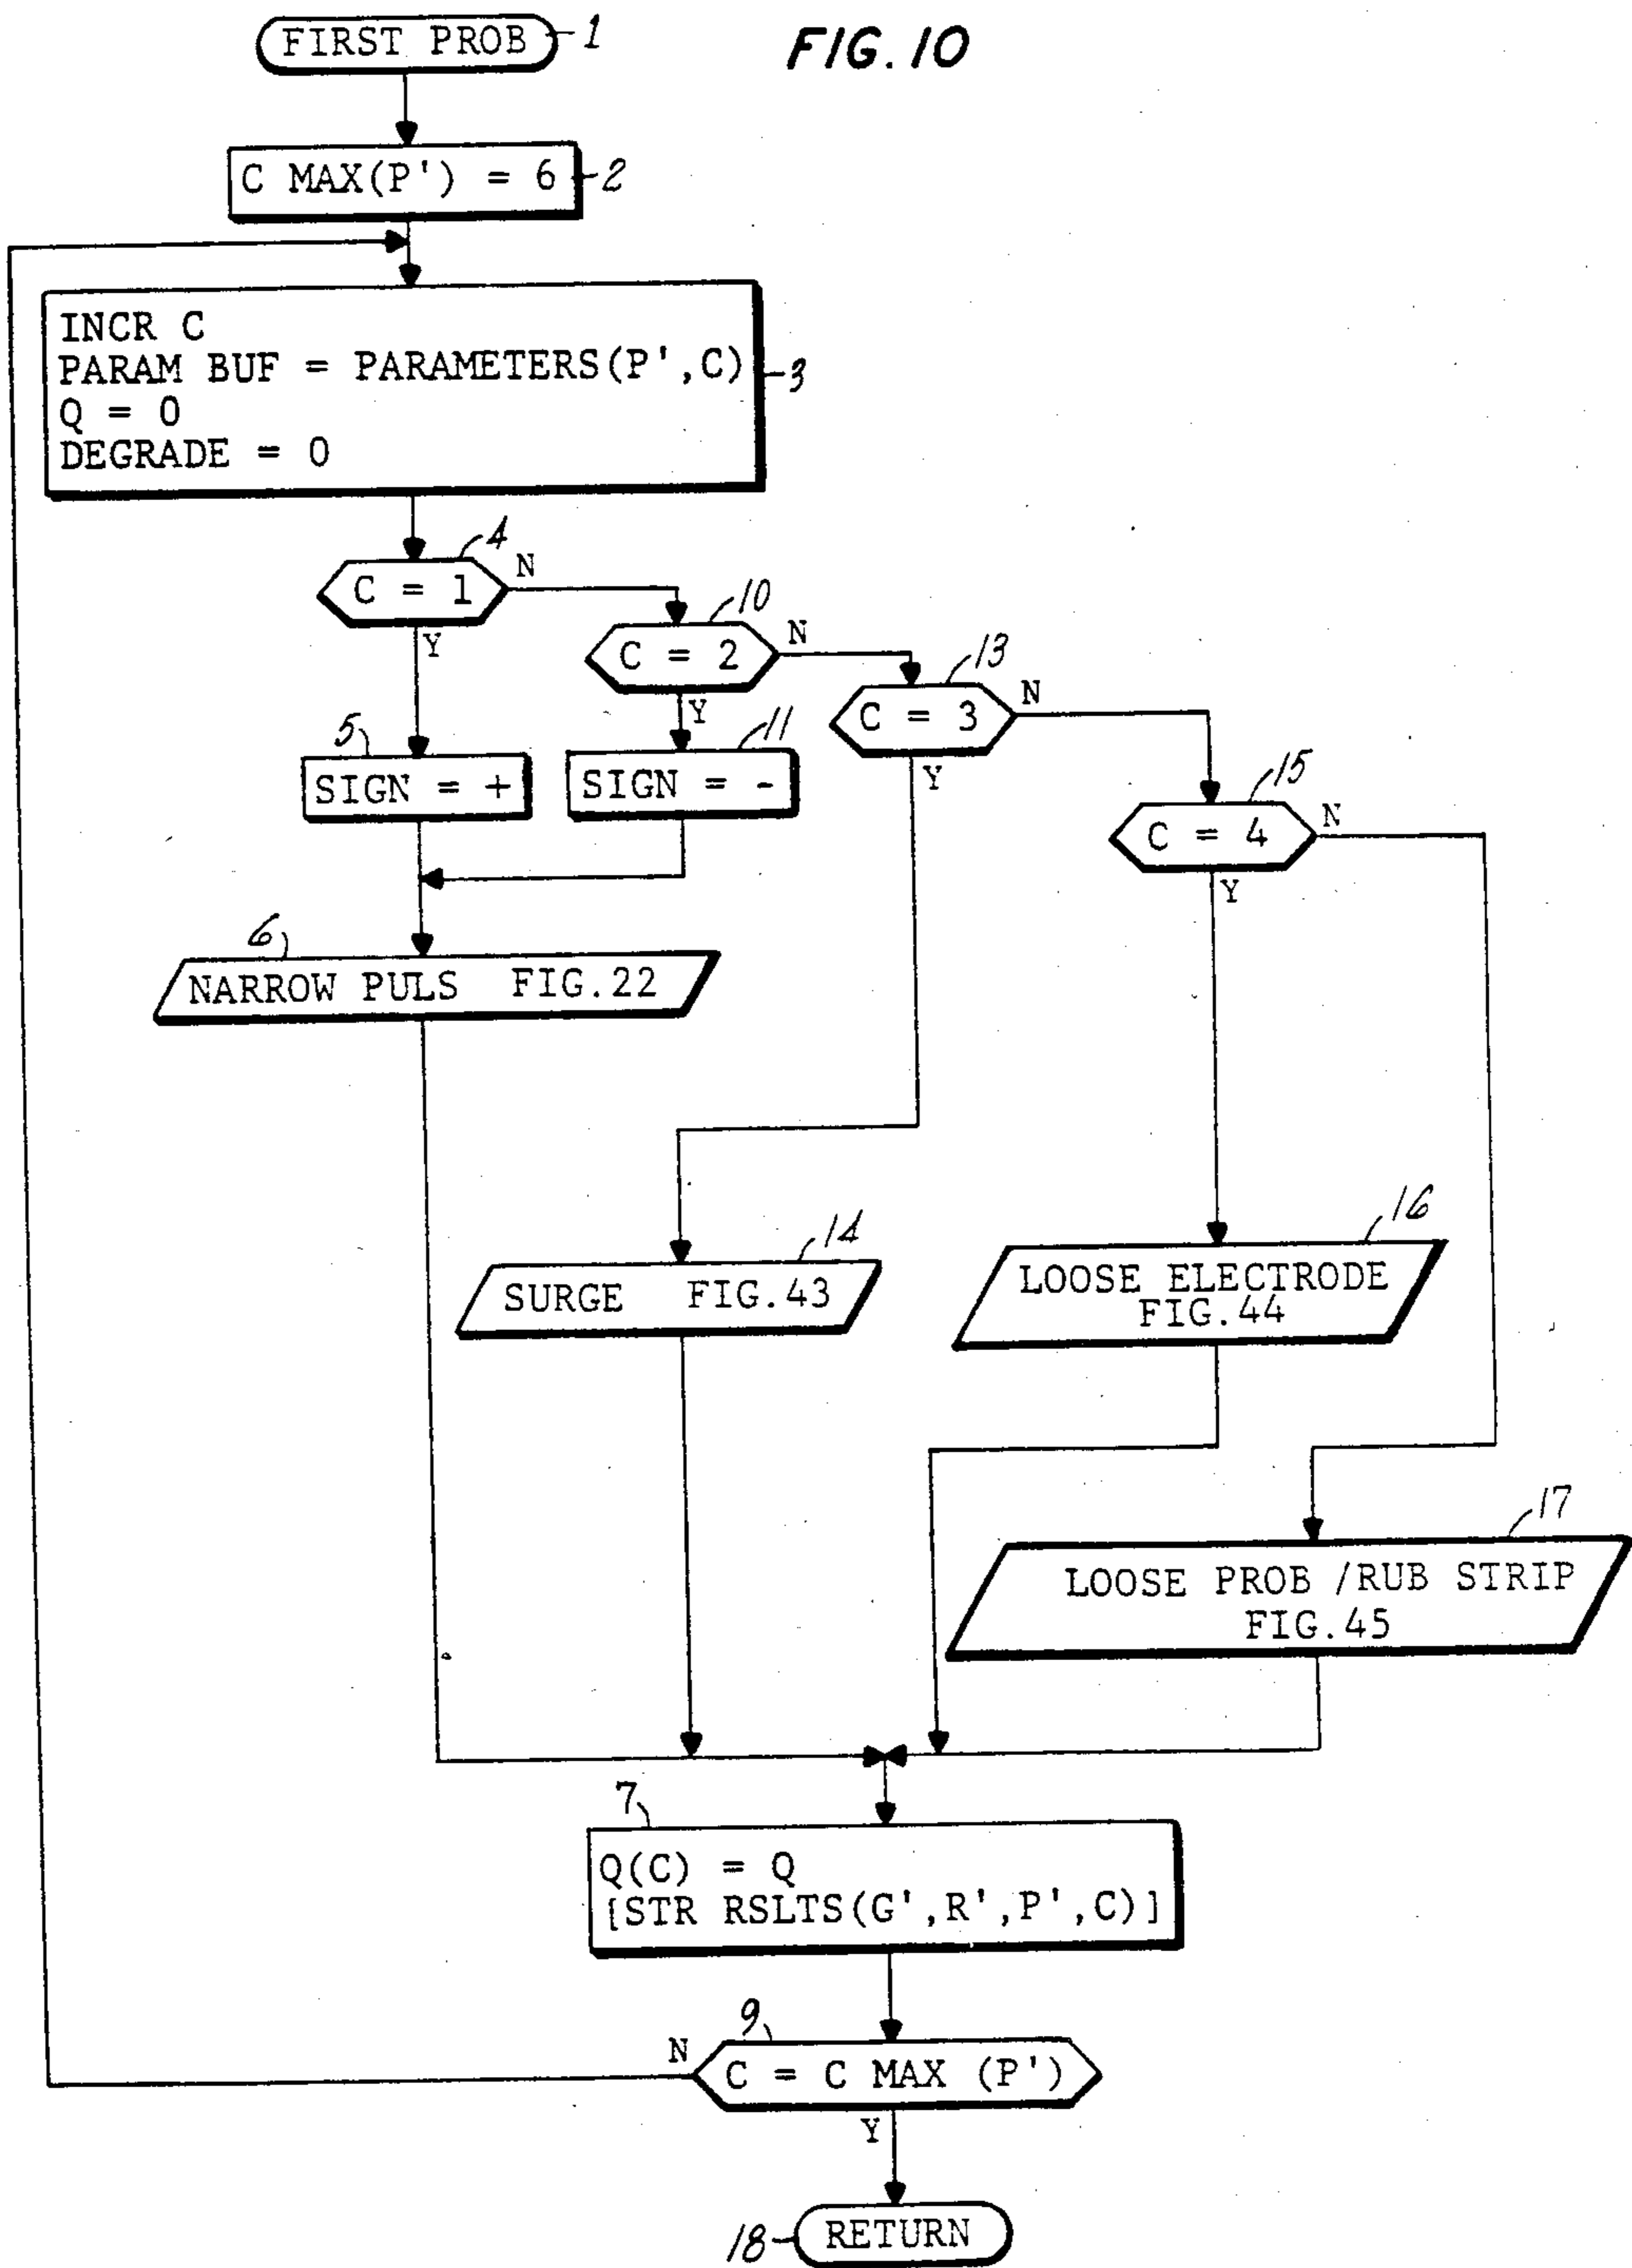 FIRST PROB
1
FIG. 10
C MAX(P') = 6
2
INCR C
PARAM BUF = PARAMETERS(P',C)
Q = 0
DEGRADE = 0
3
4
C = 1
N
Y
10
C = 2
N
Y
13
C = 3
N
Y
5
SIGN = +
11
SIGN = -
15
C = 4
N
Y
6
NARROW PULS FIG.22
14
SURGE FIG.43
16
LOOSE ELECTRODE
FIG.44
17
LOOSE PROB /RUB STRIP
FIG.45
7
Q(C) = Q
[STR RSLTS(G',R',P',C)]
9
N
C = C MAX (P')
Y
18
RETURN